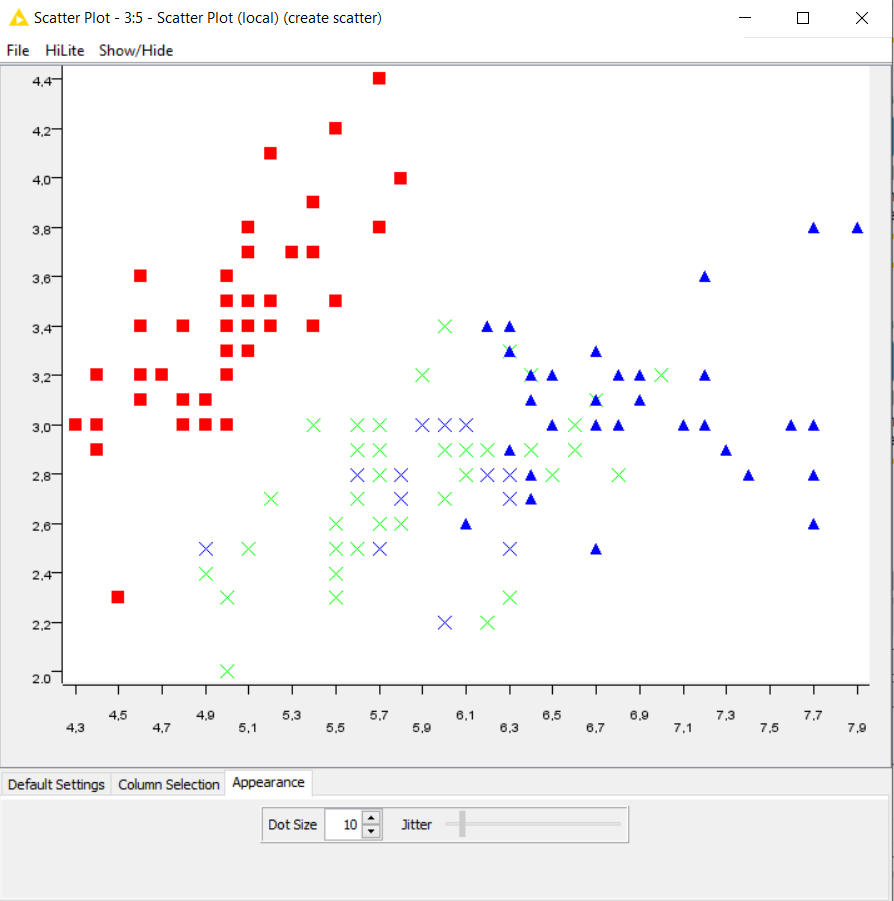 Scatter Plot - 3:5 - Scatter Plot (local) (create scatter)
File HiLite Show/Hide
4,4
4,2
4,0
3,8
3,6
3,4
3,2
3,0
2,8
2,6
2,4
2,2
2.0
4,5 4,9 5,3 5,7 6,1 6,5 6,9 7,3 7,7
4,3 4,7 5,1 5,5 5,9 6,3 6,7 7,1 7,5 7,9
Default Settings Column Selection Appearance
Dot Size 10 Jitter